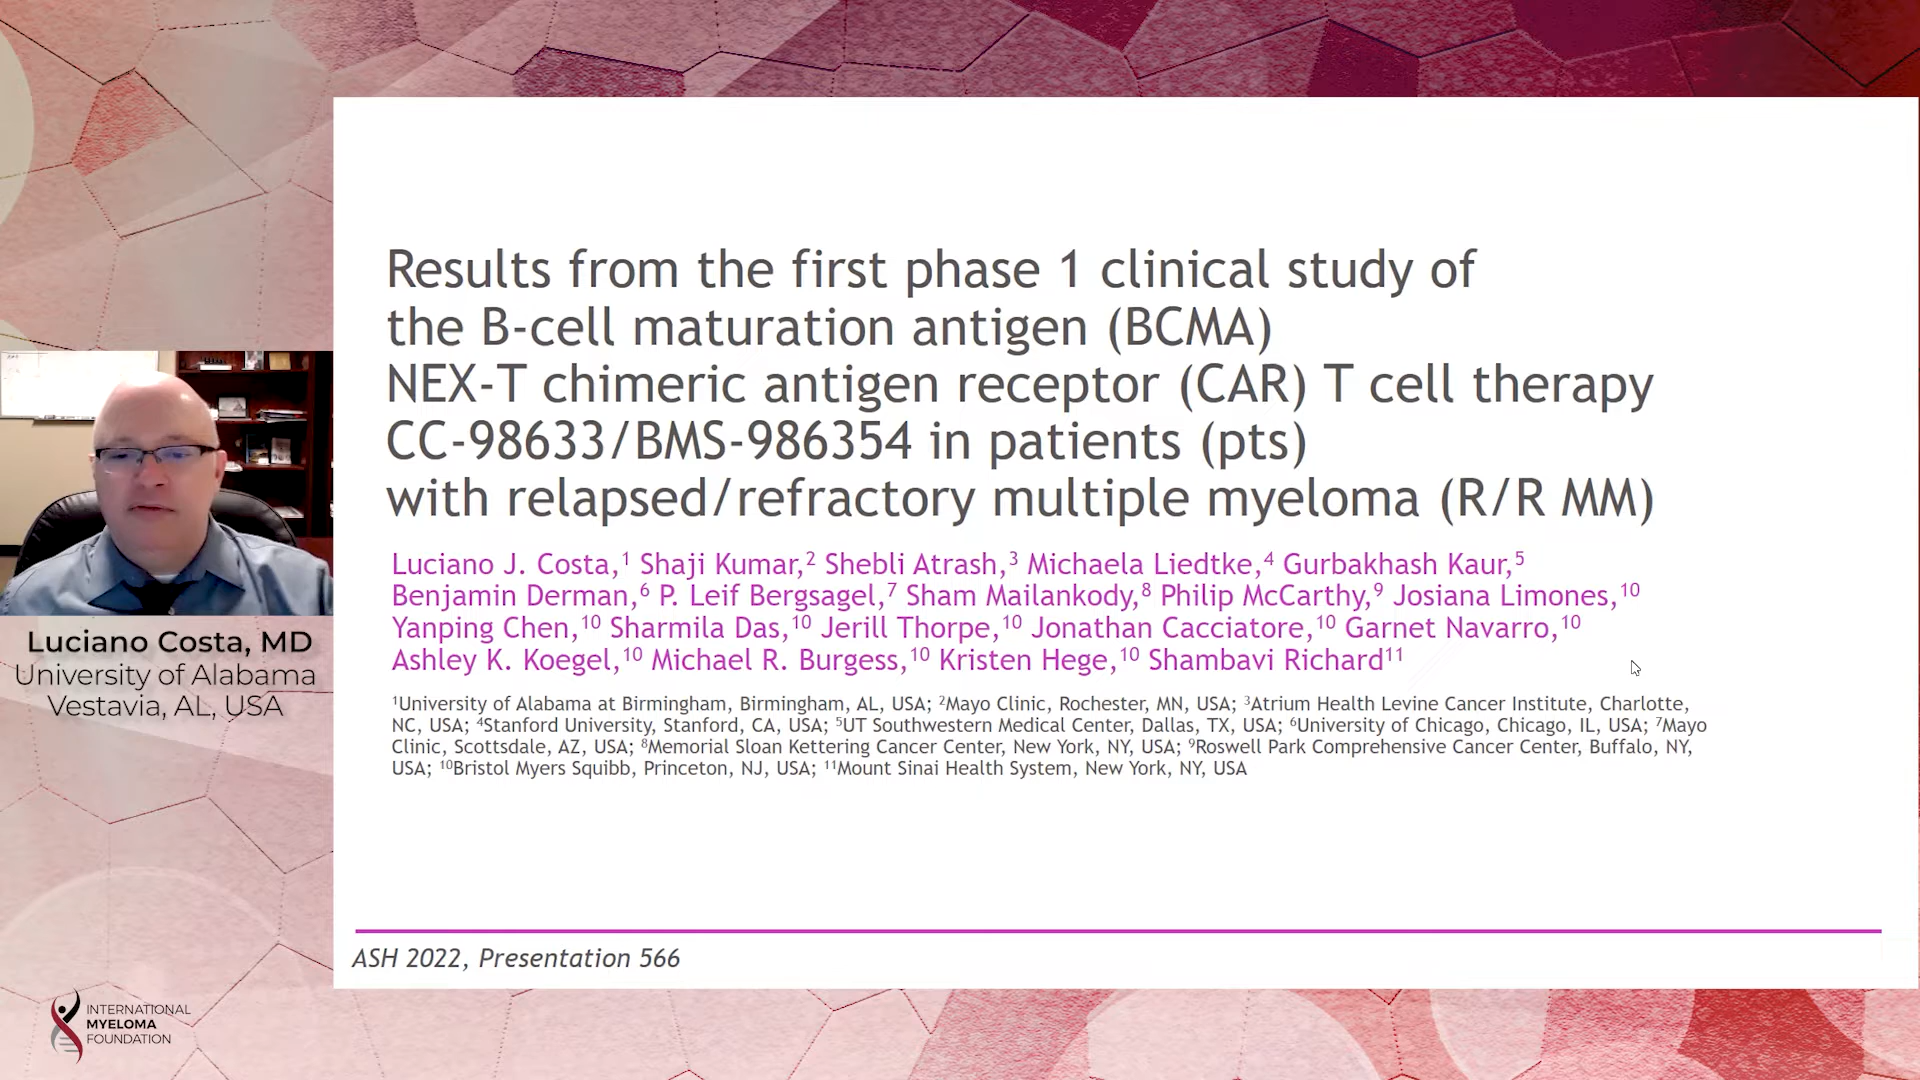 Results from the first phase 1 clinical study of
the B-cell maturation antigen (BCMA)
NEX-T chimeric antigen receptor (CAR) T cell therapy
CC-98633/BMS-986354 in patients (pts)
with relapsed/refractory multiple myeloma (R/R MM)
Luciano J. Costa,¹ Shaji Kumar,² Shebli Atrash,³ Michaela Liedtke,⁴ Gurbakhash Kaur,⁵
Benjamin Derman,⁶ P. Leif Bergsagel,⁷ Sham Mailankody,⁸ Philip McCarthy,⁹ Josiana Limones,¹⁰
Yanping Chen,¹⁰ Sharmila Das,¹⁰ Jerill Thorpe,¹⁰ Jonathan Cacciatore,¹⁰ Garnet Navarro,¹⁰
Ashley K. Koegel,¹⁰ Michael R. Burgess,¹⁰ Kristen Hege,¹⁰ Shambavi Richard¹¹
¹University of Alabama at Birmingham, Birmingham, AL, USA; ²Mayo Clinic, Rochester, MN, USA; ³Atrium Health Levine Cancer Institute, Charlotte,
NC, USA; ⁴Stanford University, Stanford, CA, USA; ⁵UT Southwestern Medical Center, Dallas, TX, USA; ⁶University of Chicago, Chicago, IL, USA; ⁷Mayo
Clinic, Scottsdale, AZ, USA; ⁸Memorial Sloan Kettering Cancer Center, New York, NY, USA; ⁹Roswell Park Comprehensive Cancer Center, Buffalo, NY,
USA; ¹⁰Bristol Myers Squibb, Princeton, NJ, USA; ¹¹Mount Sinai Health System, New York, NY, USA
ASH 2022, Presentation 566
Luciano Costa, MD
University of Alabama
Vestavia, AL, USA
INTERNATIONAL
MYELOMA
FOUNDATION